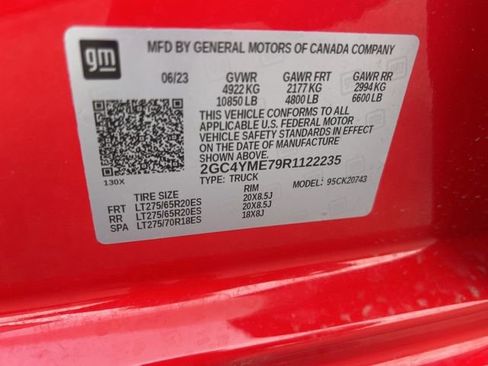 gm
MFD BY GENERAL MOTORS OF CANADA COMPANY
06/23 GVWR GAWR FRT GAWR RR
4922 KG 2177 KG 2994 KG
10850 LB 4800 LB 6600 LB
THIS VEHICLE CONFORMS TO ALL
APPLICABLE U.S. FEDERAL MOTOR
VEHICLE SAFETY STANDARDS IN
EFFECT ON THE DATE OF
MANUFACTURE SHOWN ABOVE.
2GC4YME79R1122235
130X TYPE: TRUCK MODEL: 95CK20743
TIRE SIZE RIM
FRT LT275/65R20ES 20X8.5J
RR LT275/65R20ES 20X8.5J
SPA LT275/70R18ES 18X8J